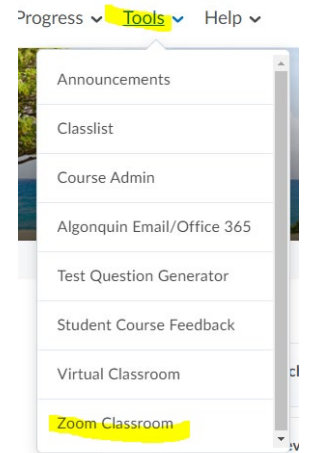 Progress Tools Help
Announcements
Classlist
Course Admin
Algonquin Email/Office 365
Test Question Generator
Student Course Feedback
Virtual Classroom
Zoom Classroom